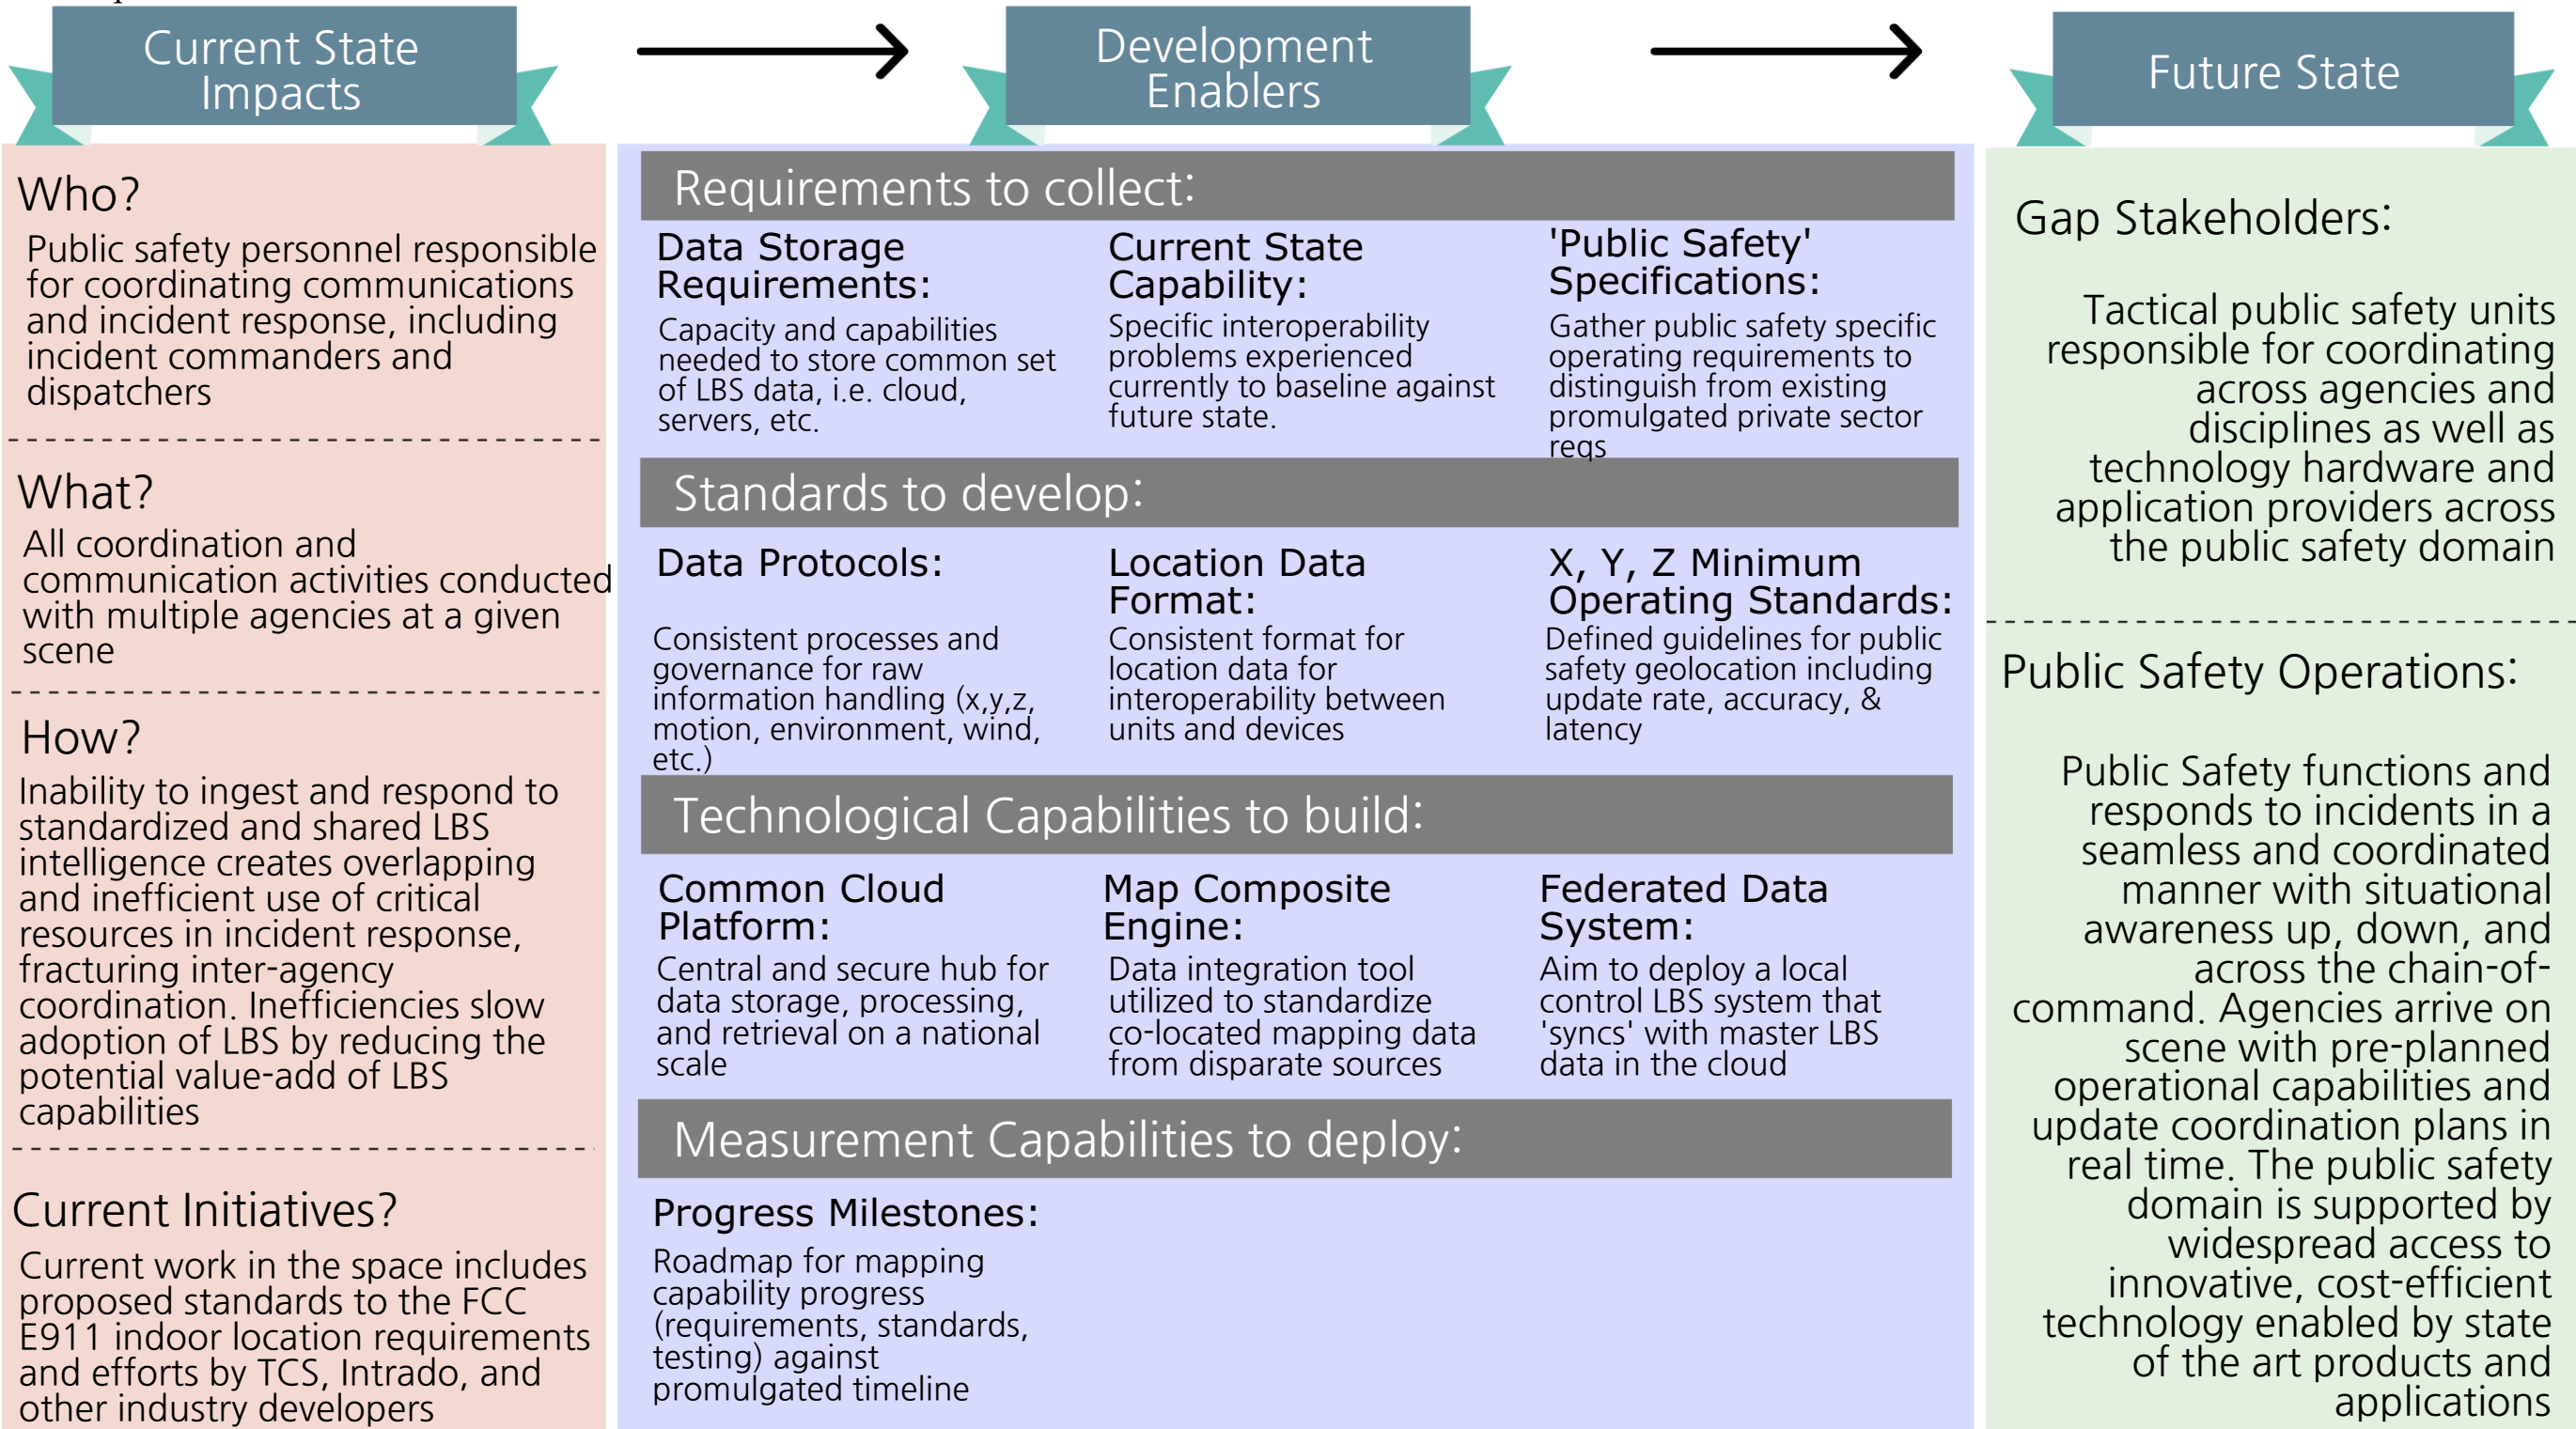 Current State
Impacts
Development
Enablers
Future State
Who?
Public safety personnel responsible
for coordinating communications
and incident response, including
incident commanders and
dispatchers
What?
All coordination and
communication activities conducted
with multiple agencies at a given
scene
How?
Inability to ingest and respond to
standardized and shared LBS
intelligence creates overlapping
and inefficient use of critical
resources in incident response,
fracturing inter-agency
coordination. Inefficiencies slow
adoption of LBS by reducing the
potential value-add of LBS
capabilities
Current Initiatives?
Current work in the space includes
proposed standards to the FCC
E911 indoor location requirements
and efforts by TCS, Intrado, and
other industry developers
Requirements to collect:
Data Storage
Requirements:
Capacity and capabilities
needed to store common set
of LBS data, i.e. cloud,
servers, etc.
Current State
Capability:
Specific interoperability
problems experienced
currently to baseline against
future state.
'Public Safety'
Specifications:
Gather public safety specific
operating requirements to
distinguish from existing
promulgated private sector
reqs
Standards to develop:
Data Protocols:
Consistent processes and
governance for raw
information handling (x,y,z,
motion, environment, wind,
etc.)
Location Data
Format:
Consistent format for
location data for
interoperability between
units and devices
X, Y, Z Minimum
Operating Standards:
Defined guidelines for public
safety geolocation including
update rate, accuracy, &
latency
Technological Capabilities to build:
Common Cloud
Platform:
Central and secure hub for
data storage, processing,
and retrieval on a national
scale
Map Composite
Engine:
Data integration tool
utilized to standardize
co-located mapping data
from disparate sources
Federated Data
System:
Aim to deploy a local
control LBS system that
'syncs' with master LBS
data in the cloud
Measurement Capabilities to deploy:
Progress Milestones:
Roadmap for mapping
capability progress
(requirements, standards,
testing) against
promulgated timeline
Gap Stakeholders:
Tactical public safety units
responsible for coordinating
across agencies and
disciplines as well as
technology hardware and
application providers across
the public safety domain
Public Safety Operations:
Public Safety functions and
responds to incidents in a
seamless and coordinated
manner with situational
awareness up, down, and
across the chain-of-
command. Agencies arrive on
scene with pre-planned
operational capabilities and
update coordination plans in
real time. The public safety
domain is supported by
widespread access to
innovative, cost-efficient
technology enabled by state
of the art products and
applications